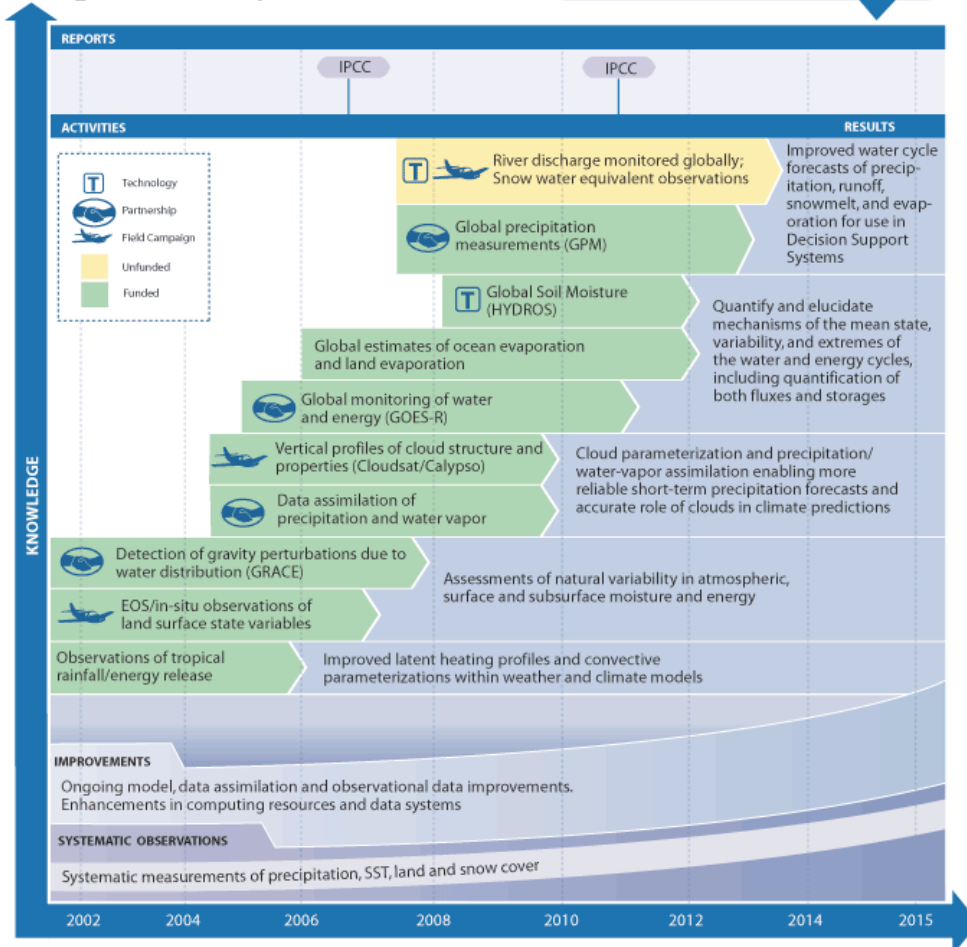 REPORTS
IPCC
IPCC
ACTIVITIES
RESULTS
T
Technology
Partnership
Field Campaign
Unfunded
Funded
T
River discharge monitored globally;
Snow water equivalent observations
Improved water cycle
forecasts of precip-
itation, runoff,
snowmelt, and evap-
oration for use in
Decision Support
Systems
Global precipitation
measurements (GPM)
T
Global Soil Moisture
(HYDROS)
Quantify and elucidate
mechanisms of the mean state,
variability, and extremes of
the water and energy cycles,
including quantification of
both fluxes and storages
Global estimates of ocean evaporation
and land evaporation
Global monitoring of water
and energy (GOES-R)
Vertical profiles of cloud structure and
properties (Cloudsat/Calypso)
Cloud parameterization and precipitation/
water-vapor assimilation enabling more
reliable short-term precipitation forecasts and
accurate role of clouds in climate predictions
Data assimilation of
precipitation and water vapor
Detection of gravity perturbations due to
water distribution (GRACE)
Assessments of natural variability in atmospheric,
surface and subsurface moisture and energy
EOS/in-situ observations of
land surface state variables
Observations of tropical
rainfall/energy release
Improved latent heating profiles and convective
parameterizations within weather and climate models
KNOWLEDGE
IMPROVEMENTS
Ongoing model, data assimilation and observational data improvements.
Enhancements in computing resources and data systems
SYSTEMATIC OBSERVATIONS
Systematic measurements of precipitation, SST, land and snow cover
2002 2004 2006 2008 2010 2012 2014 2015